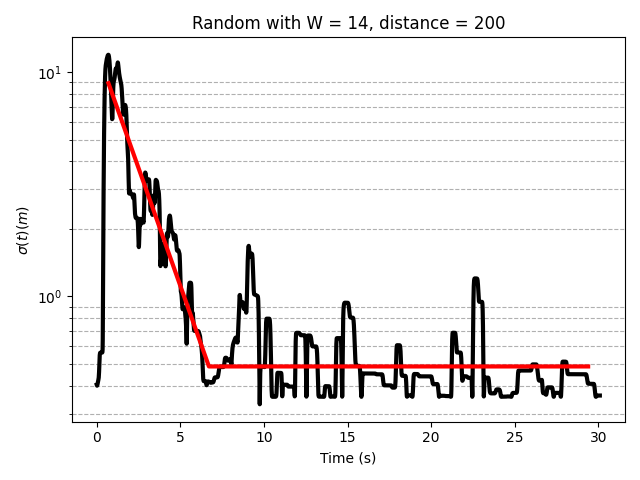 Random with W = 14, distance = 200
10¹
10⁰
σ(t)(m)
0 5 10 15 20 25 30
Time (s)